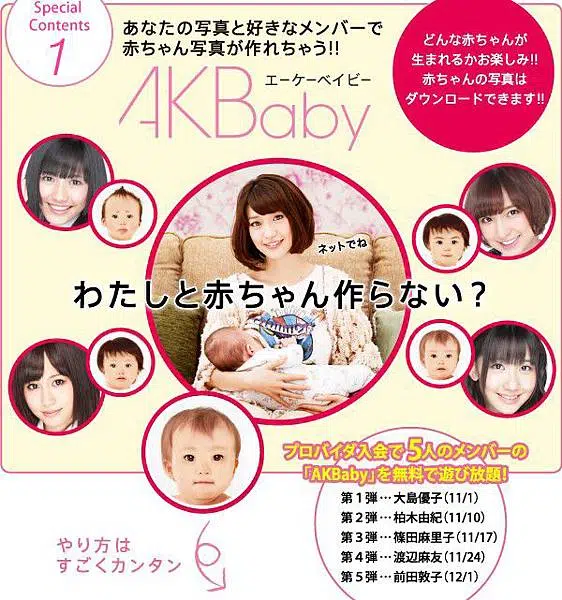 Special
Contents
1
あなたの写真と好きなメンバーで
赤ちゃん写真が作れちゃう!!
エーケーベイビー
AKBaby
どんな赤ちゃんが
生まれるかお楽しみ!!
赤ちゃんの写真は
ダウンロードできます!!
ネットでね
わたしと赤ちゃん作らない?
プロバイダ入会で5人のメンバーの
「AKBaby」を無料で遊び放題!
第1弾…大島優子(11/1)
第2弾…柏木由紀(11/10)
第3弾…篠田麻里子(11/17)
第4弾…渡辺麻友(11/24)
第5弾…前田敦子(12/1)
やり方は
すごくカンタン